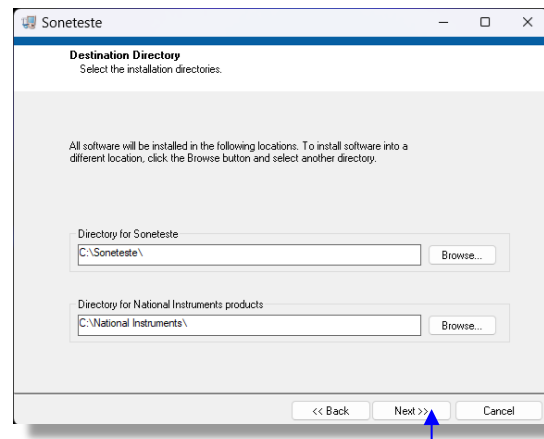 Soneteste
Destination Directory
Select the installation directories.
All software will be installed in the following locations. To install software into a
different location, click the Browse button and select another directory.
Directory for Soneteste
C:\Soneteste\
Browse...
Directory for National Instruments products
C:\National Instruments\
Browse...
<< Back
Next >>
Cancel